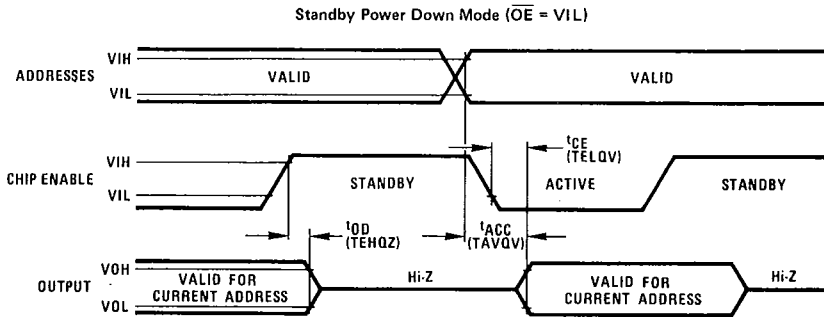 Standby Power Down Mode (OE = VIL)
ADDRESSES
VIH
VIL
VALID
VALID
CHIP ENABLE
VIH
VIL
STANDBY
tCE
(TELQV)
ACTIVE
STANDBY
tOD
(TEHQZ)
tACC
(TAVQV)
OUTPUT
VOH
VOL
VALID FOR
CURRENT ADDRESS
Hi-Z
VALID FOR
CURRENT ADDRESS
Hi-Z